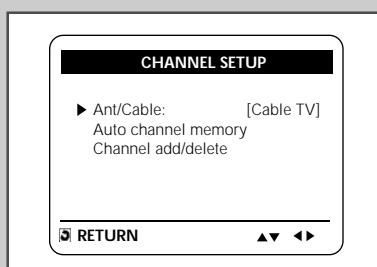 CHANNEL SETUP
▶ Ant/Cable: [Cable TV]
Auto channel memory
Channel add/delete
RETURN ▲▼ ◀▶